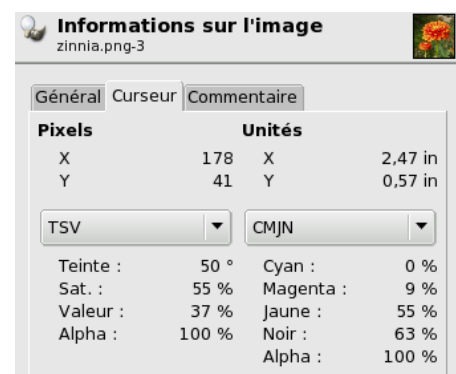 Informations sur l'image
zinnia.png-3
Général Curseur Commentaire
Pixels Unités
X 178 X 2,47 in
Y 41 Y 0,57 in
TSV CMJN
Teinte : 50 ° Cyan : 0 %
Sat. : 55 % Magenta : 9 %
Valeur : 37 % Jaune : 55 %
Alpha : 100 % Noir : 63 %
Alpha : 100 %